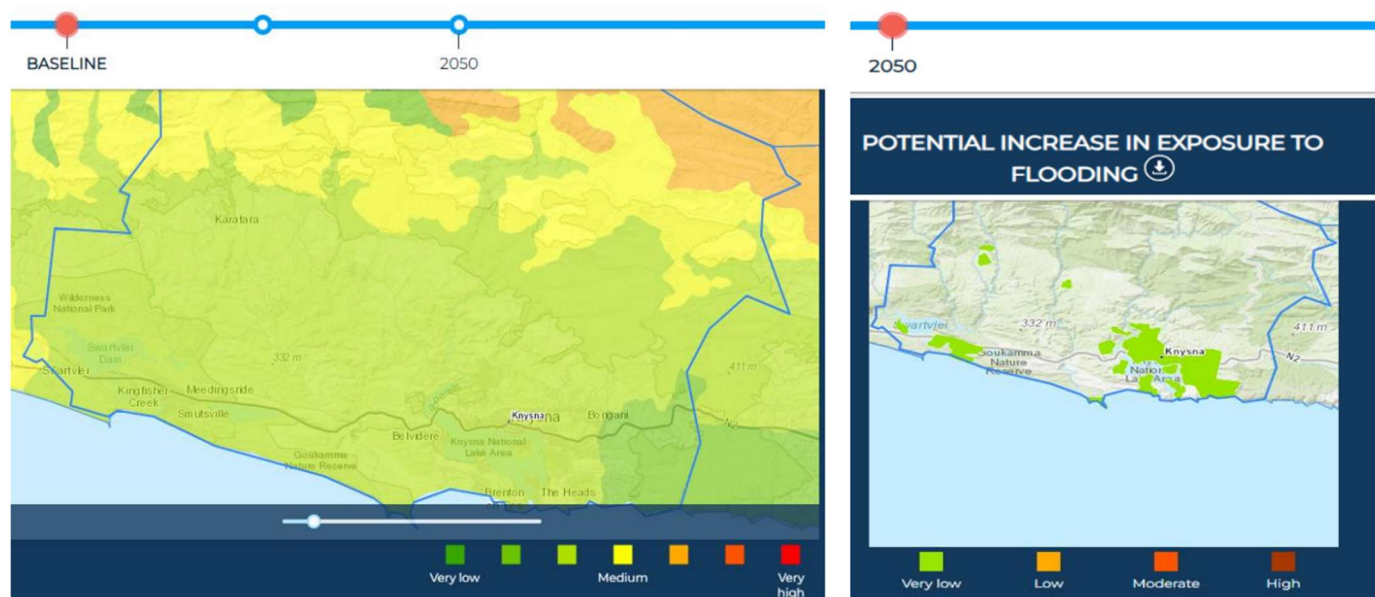 BASELINE
2050
Karatara
Wilderness
National Park
Swartvlei
Dam
332 m
411 m
Swartvlei
Kingfisher
Creek
Meedingsride
Smutsville
Knysna
Bongani
N2
Belvidere
Knysna National
Lake Area
Goukamma
Nature Reserve
Brenton
The Heads
Very low
Medium
Very
high
2050
POTENTIAL INCREASE IN EXPOSURE TO
FLOODING
Swartvlei
332 m
411 m
Knysna
N2
Goukamma
Nature
Reserve
Nation
Area
Very low
Low
Moderate
High